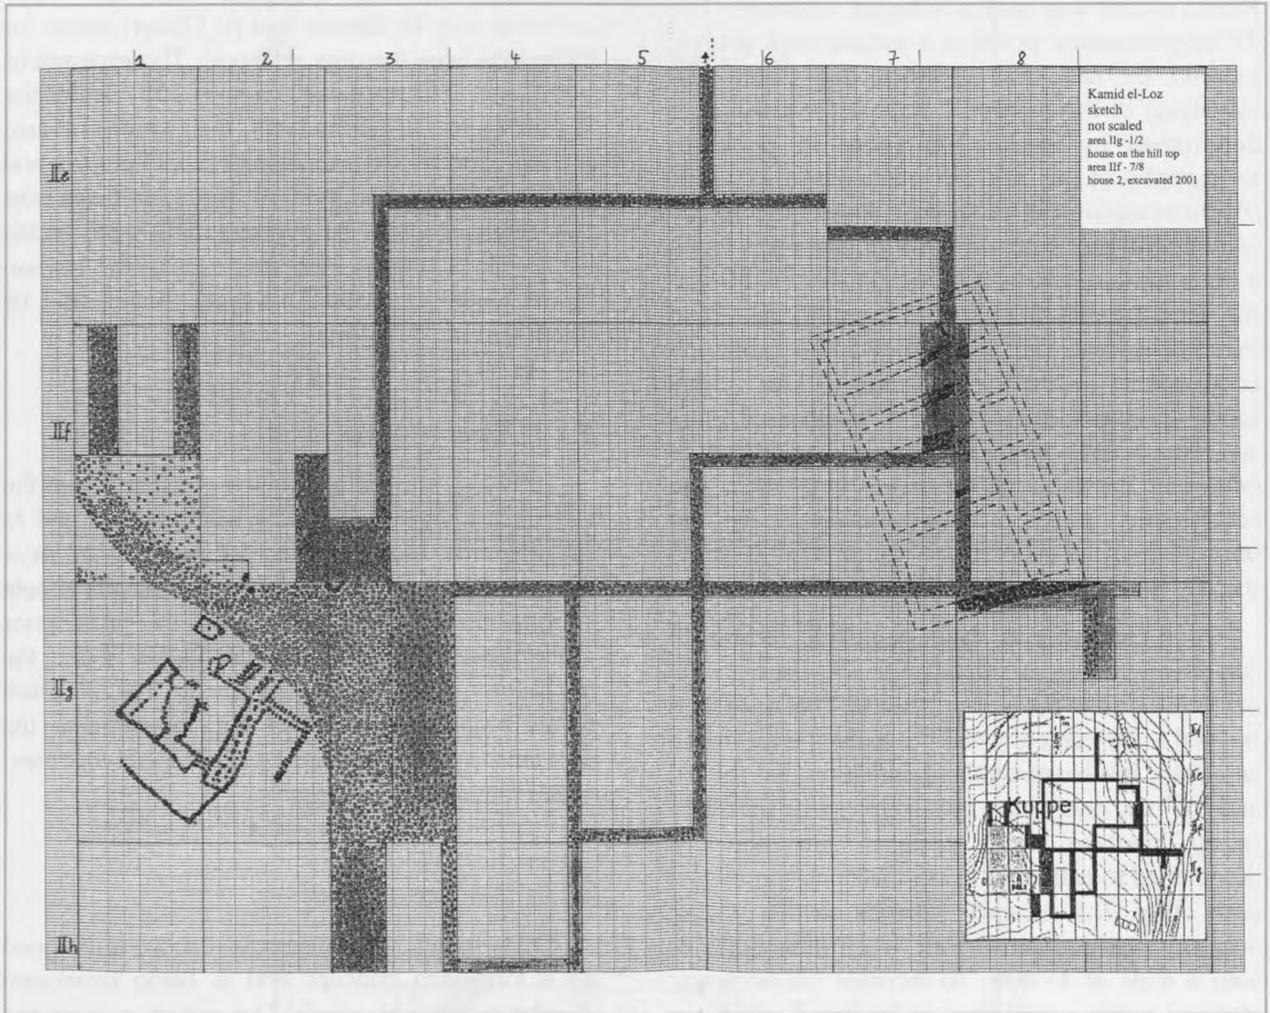 1 2 3 4 5 6 7 8
Kamid el-Loz
sketch
not scaled
area IIg -1/2
house on the hill top
area IIf - 7/8
house 2, excavated 2001
IIe
IIf
IIg
IIh
Kuppe